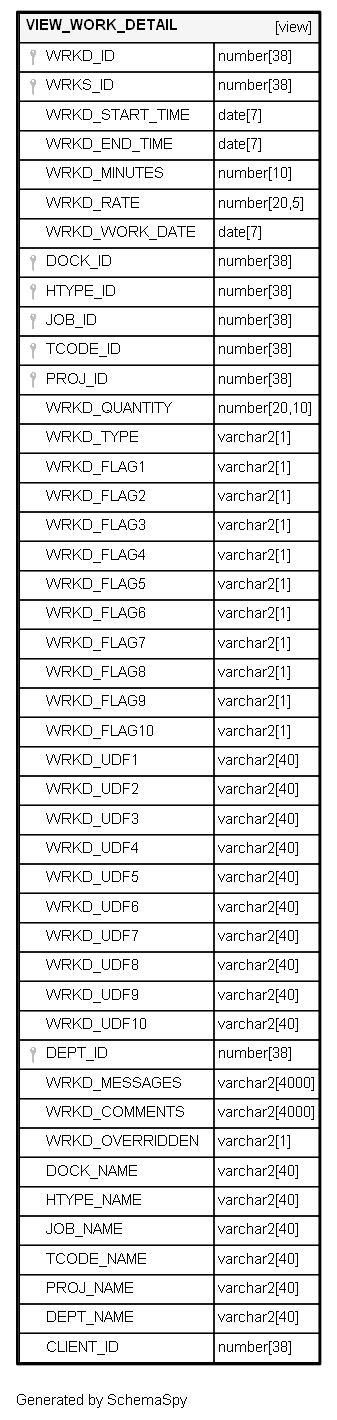 VIEW_WORK_DETAIL [view]
WRKD_ID number[38]
WRKS_ID number[38]
WRKD_START_TIME date[7]
WRKD_END_TIME date[7]
WRKD_MINUTES number[10]
WRKD_RATE number[20,5]
WRKD_WORK_DATE date[7]
DOCK_ID number[38]
HTYPE_ID number[38]
JOB_ID number[38]
TCODE_ID number[38]
PROJ_ID number[38]
WRKD_QUANTITY number[20,10]
WRKD_TYPE varchar2[1]
WRKD_FLAG1 varchar2[1]
WRKD_FLAG2 varchar2[1]
WRKD_FLAG3 varchar2[1]
WRKD_FLAG4 varchar2[1]
WRKD_FLAG5 varchar2[1]
WRKD_FLAG6 varchar2[1]
WRKD_FLAG7 varchar2[1]
WRKD_FLAG8 varchar2[1]
WRKD_FLAG9 varchar2[1]
WRKD_FLAG10 varchar2[1]
WRKD_UDF1 varchar2[40]
WRKD_UDF2 varchar2[40]
WRKD_UDF3 varchar2[40]
WRKD_UDF4 varchar2[40]
WRKD_UDF5 varchar2[40]
WRKD_UDF6 varchar2[40]
WRKD_UDF7 varchar2[40]
WRKD_UDF8 varchar2[40]
WRKD_UDF9 varchar2[40]
WRKD_UDF10 varchar2[40]
DEPT_ID number[38]
WRKD_MESSAGES varchar2[4000]
WRKD_COMMENTS varchar2[4000]
WRKD_OVERRIDDEN varchar2[1]
DOCK_NAME varchar2[40]
HTYPE_NAME varchar2[40]
JOB_NAME varchar2[40]
TCODE_NAME varchar2[40]
PROJ_NAME varchar2[40]
DEPT_NAME varchar2[40]
CLIENT_ID number[38]
Generated by SchemaSpy